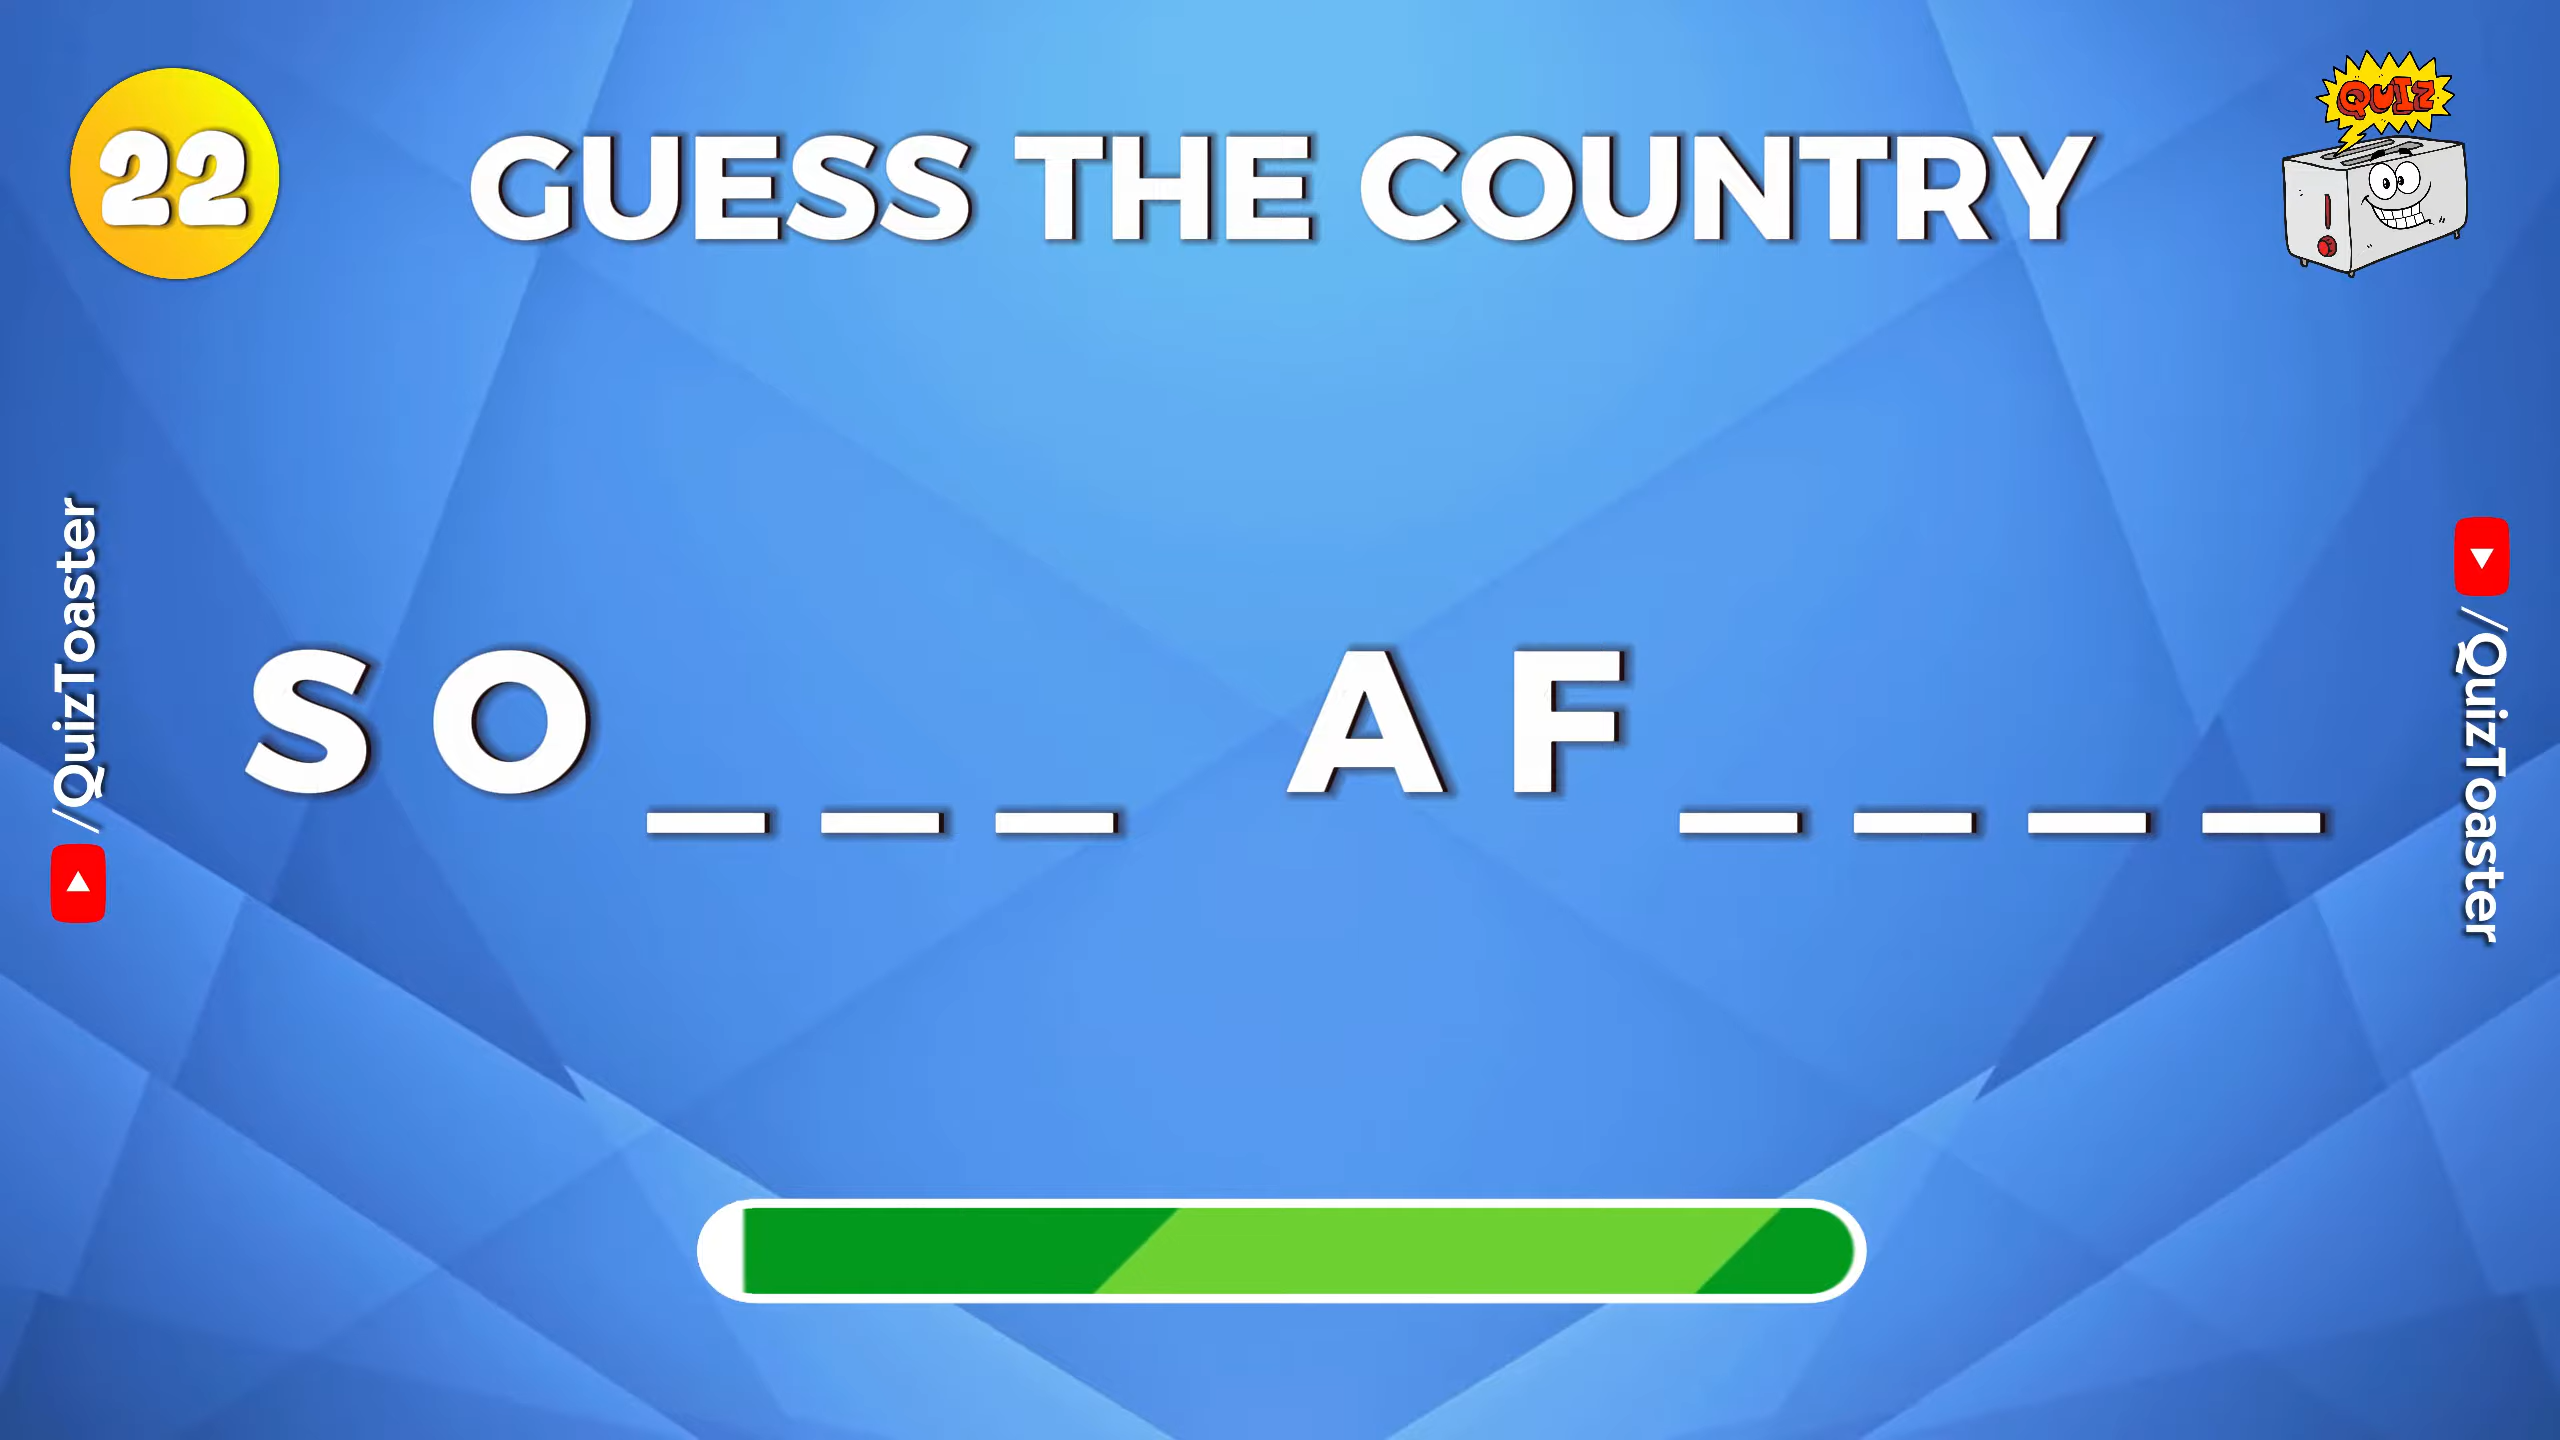 22
GUESS THE COUNTRY
QUIZ
/QuizToaster
SO___ AF____
/QuizToaster